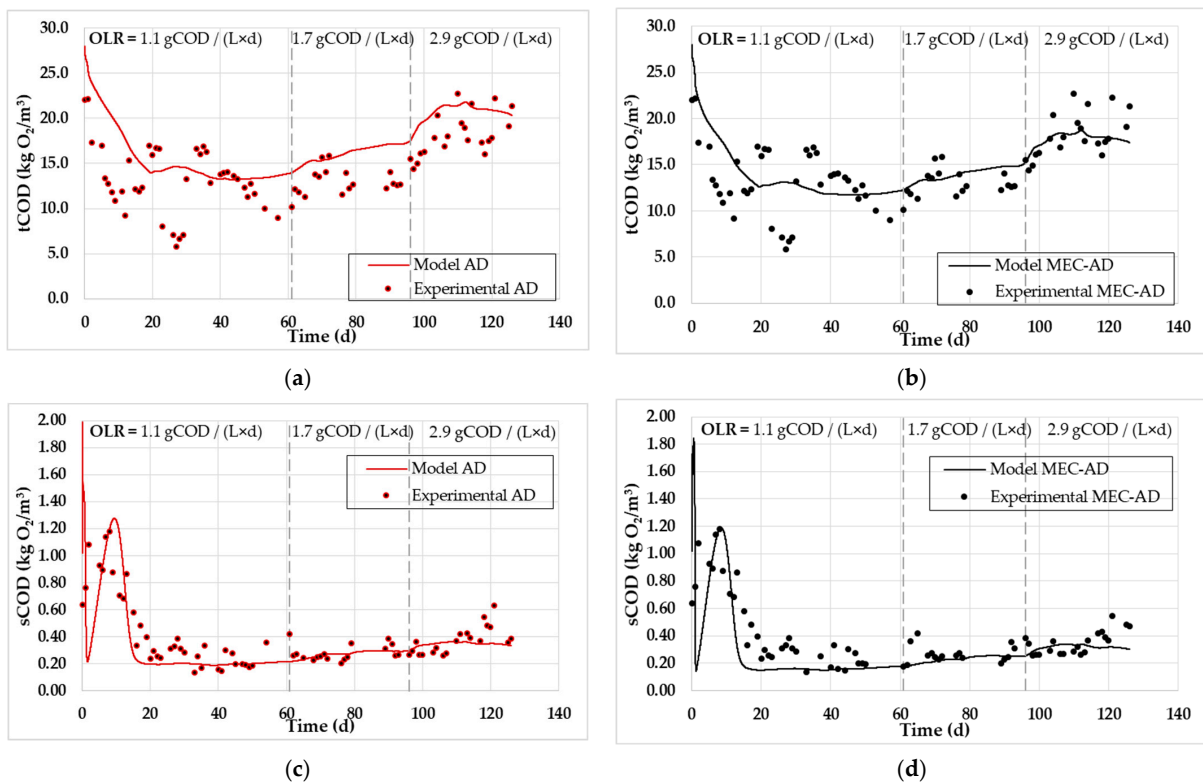 OLR = 1.1 gCOD / (L×d) 1.7 gCOD / (L×d) 2.9 gCOD / (L×d)
30.0
25.0
20.0
15.0
10.0
5.0
0.0
tCOD (kg O₂/m³)
Model AD
Experimental AD
0 20 40 60 80 100 120 140
Time (d)
(a)
OLR = 1.1 gCOD / (L×d) 1.7 gCOD / (L×d) 2.9 gCOD / (L×d)
30.0
25.0
20.0
15.0
10.0
5.0
0.0
tCOD (kg O₂/m³)
Model MEC-AD
Experimental MEC-AD
0 20 40 60 80 100 120 140
Time (d)
(b)
OLR = 1.1 gCOD / (L×d) 1.7 gCOD / (L×d) 2.9 gCOD / (L×d)
2.00
1.80
1.60
1.40
1.20
1.00
0.80
0.60
0.40
0.20
0.00
sCOD (kg O₂/m³)
Model AD
Experimental AD
0 20 40 60 80 100 120 140
Time (d)
(c)
OLR = 1.1 gCOD / (L×d) 1.7 gCOD / (L×d) 2.9 gCOD / (L×d)
2.00
1.80
1.60
1.40
1.20
1.00
0.80
0.60
0.40
0.20
0.00
sCOD (kg O₂/m³)
Model MEC-AD
Experimental MEC-AD
0 20 40 60 80 100 120 140
Time (d)
(d)